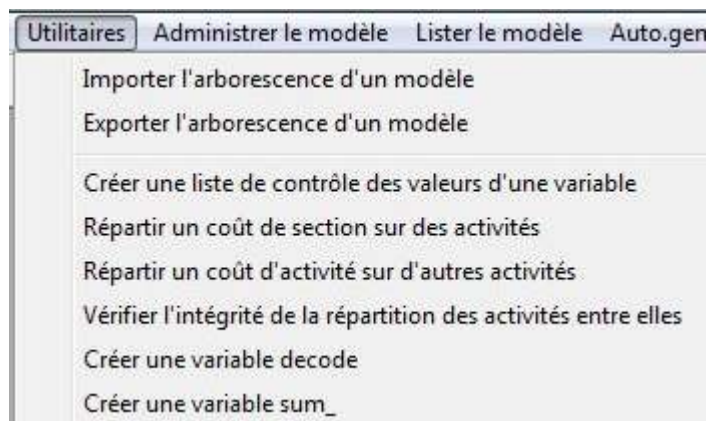 Utilitaires Administrer le modèle Lister le modèle Auto.gen
Importer l'arborescence d'un modèle
Exporter l'arborescence d'un modèle
Créer une liste de contrôle des valeurs d'une variable
Répartir un coût de section sur des activités
Répartir un coût d'activité sur d'autres activités
Vérifier l'intégrité de la répartition des activités entre elles
Créer une variable decode
Créer une variable sum_